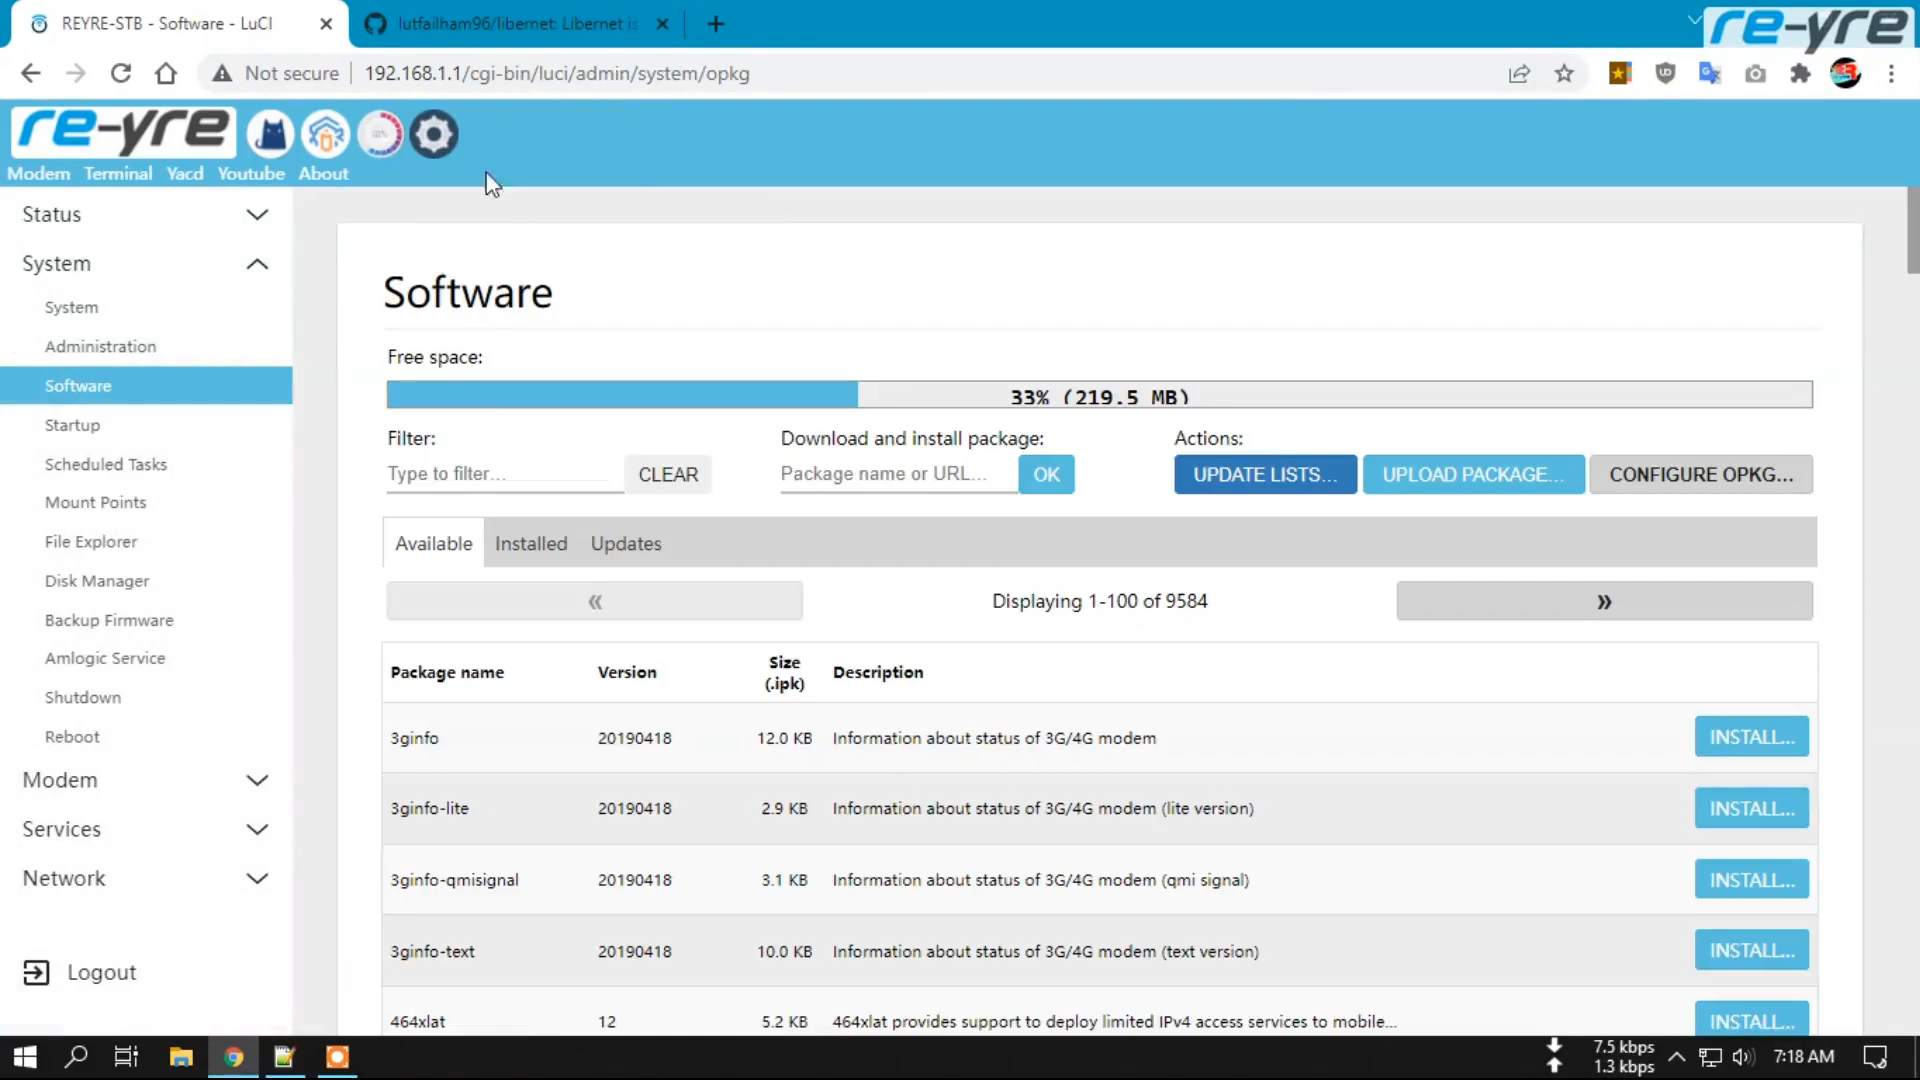 REYRE-STB - Software - LuCI
lutfailham96/libernet: Libernet is
re-yre
Not secure
192.168.1.1/cgi-bin/luci/admin/system/opkg
re-yre
Modem Terminal Yacd Youtube About
Status
System
System
Administration
Software
Startup
Scheduled Tasks
Mount Points
File Explorer
Disk Manager
Backup Firmware
Amlogic Service
Shutdown
Reboot
Modem
Services
Network
Logout
Software
Free space:
33% (219.5 MB)
Filter:
Type to filter...
CLEAR
Download and install package:
Package name or URL...
OK
Actions:
UPDATE LISTS...
UPLOAD PACKAGE...
CONFIGURE OPKG...
Available Installed Updates
« Displaying 1-100 of 9584 »
Package name Version Size (.ipk) Description
3ginfo 20190418 12.0 KB Information about status of 3G/4G modem INSTALL...
3ginfo-lite 20190418 2.9 KB Information about status of 3G/4G modem (lite version) INSTALL...
3ginfo-qmisignal 20190418 3.1 KB Information about status of 3G/4G modem (qmi signal) INSTALL...
3ginfo-text 20190418 10.0 KB Information about status of 3G/4G modem (text version) INSTALL...
464xlat 12 5.2 KB 464xlat provides support to deploy limited IPv4 access services to mobile... INSTALL...
7.5 kbps
1.3 kbps
7:18 AM